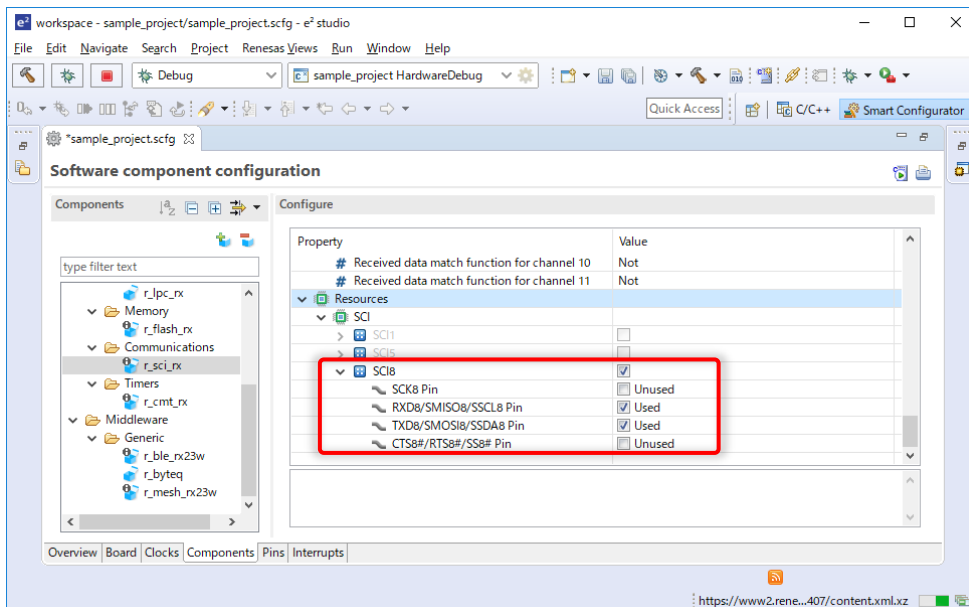 workspace - sample_project/sample_project.scfg - e² studio
File Edit Navigate Search Project Renesas Views Run Window Help
Debug
sample_project HardwareDebug
Quick Access
C/C++
Smart Configurator
*sample_project.scfg
Software component configuration
Components
Configure
type filter text
r_lpc_rx
Memory
r_flash_rx
Communications
r_sci_rx
Timers
r_cmt_rx
Middleware
Generic
r_ble_rx23w
r_byteq
r_mesh_rx23w
Property Value
# Received data match function for channel 10 Not
# Received data match function for channel 11 Not
Resources
SCI
SCI1
SCI5
SCI8
SCK8 Pin Unused
RXD8/SMISO8/SSCL8 Pin Used
TXD8/SMOSI8/SSDA8 Pin Used
CTS8#/RTS8#/SS8# Pin Unused
Overview Board Clocks Components Pins Interrupts
https://www2.rene...407/content.xml.xz